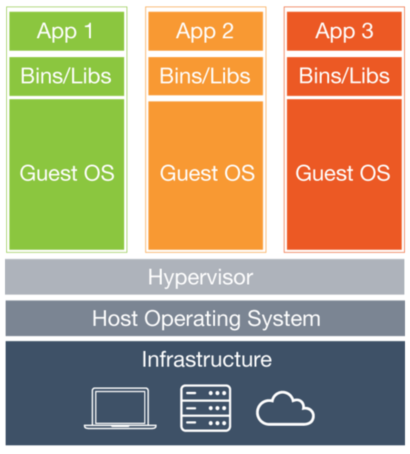 App 1
App 2
App 3
Bins/Libs
Bins/Libs
Bins/Libs
Guest OS
Guest OS
Guest OS
Hypervisor
Host Operating System
Infrastructure